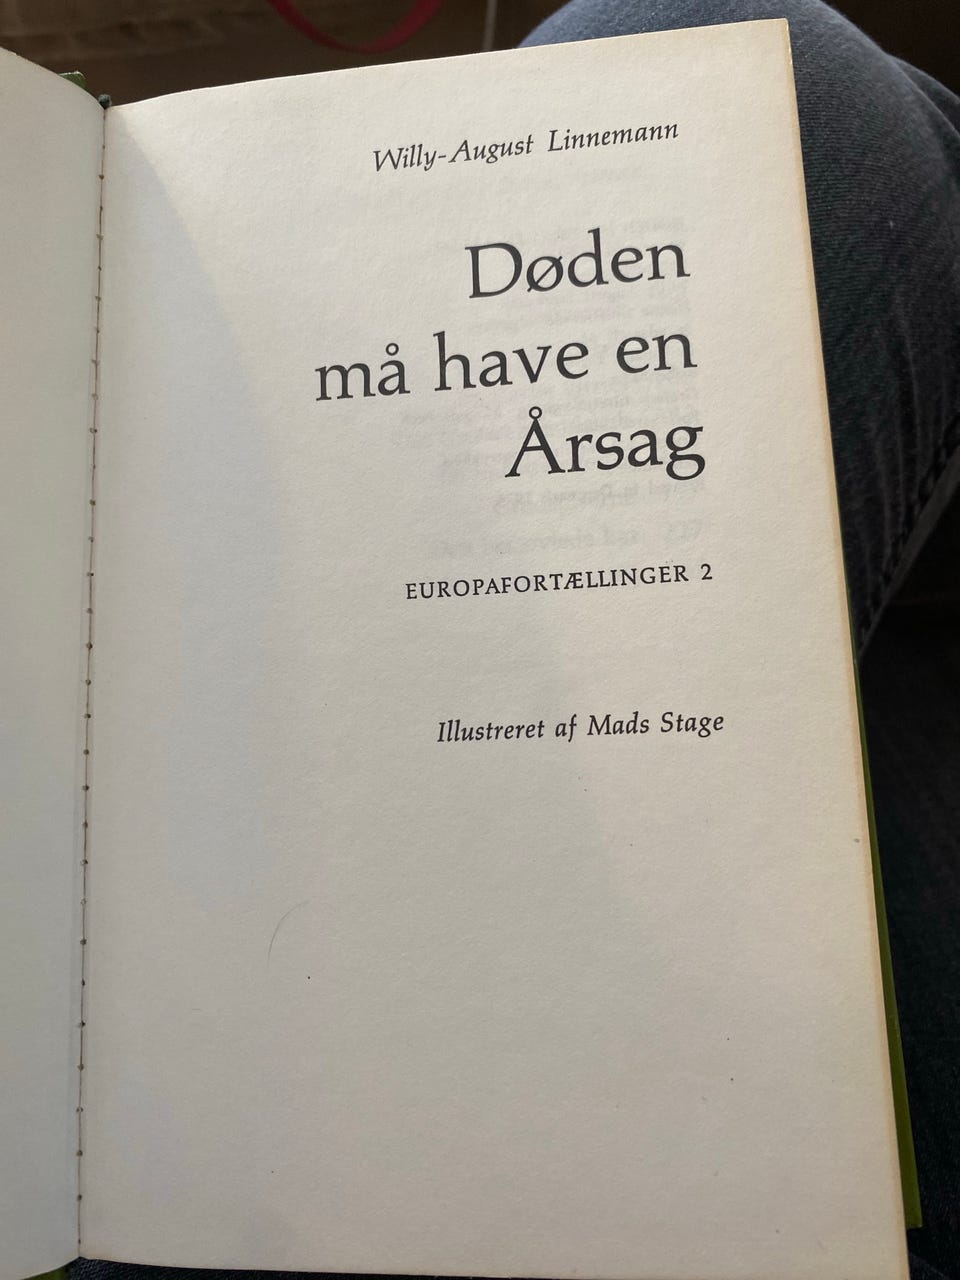 Willy-August Linnemann
Døden
må have en
Årsag
EUROPAFORTÆLLINGER 2
Illustreret af Mads Stage